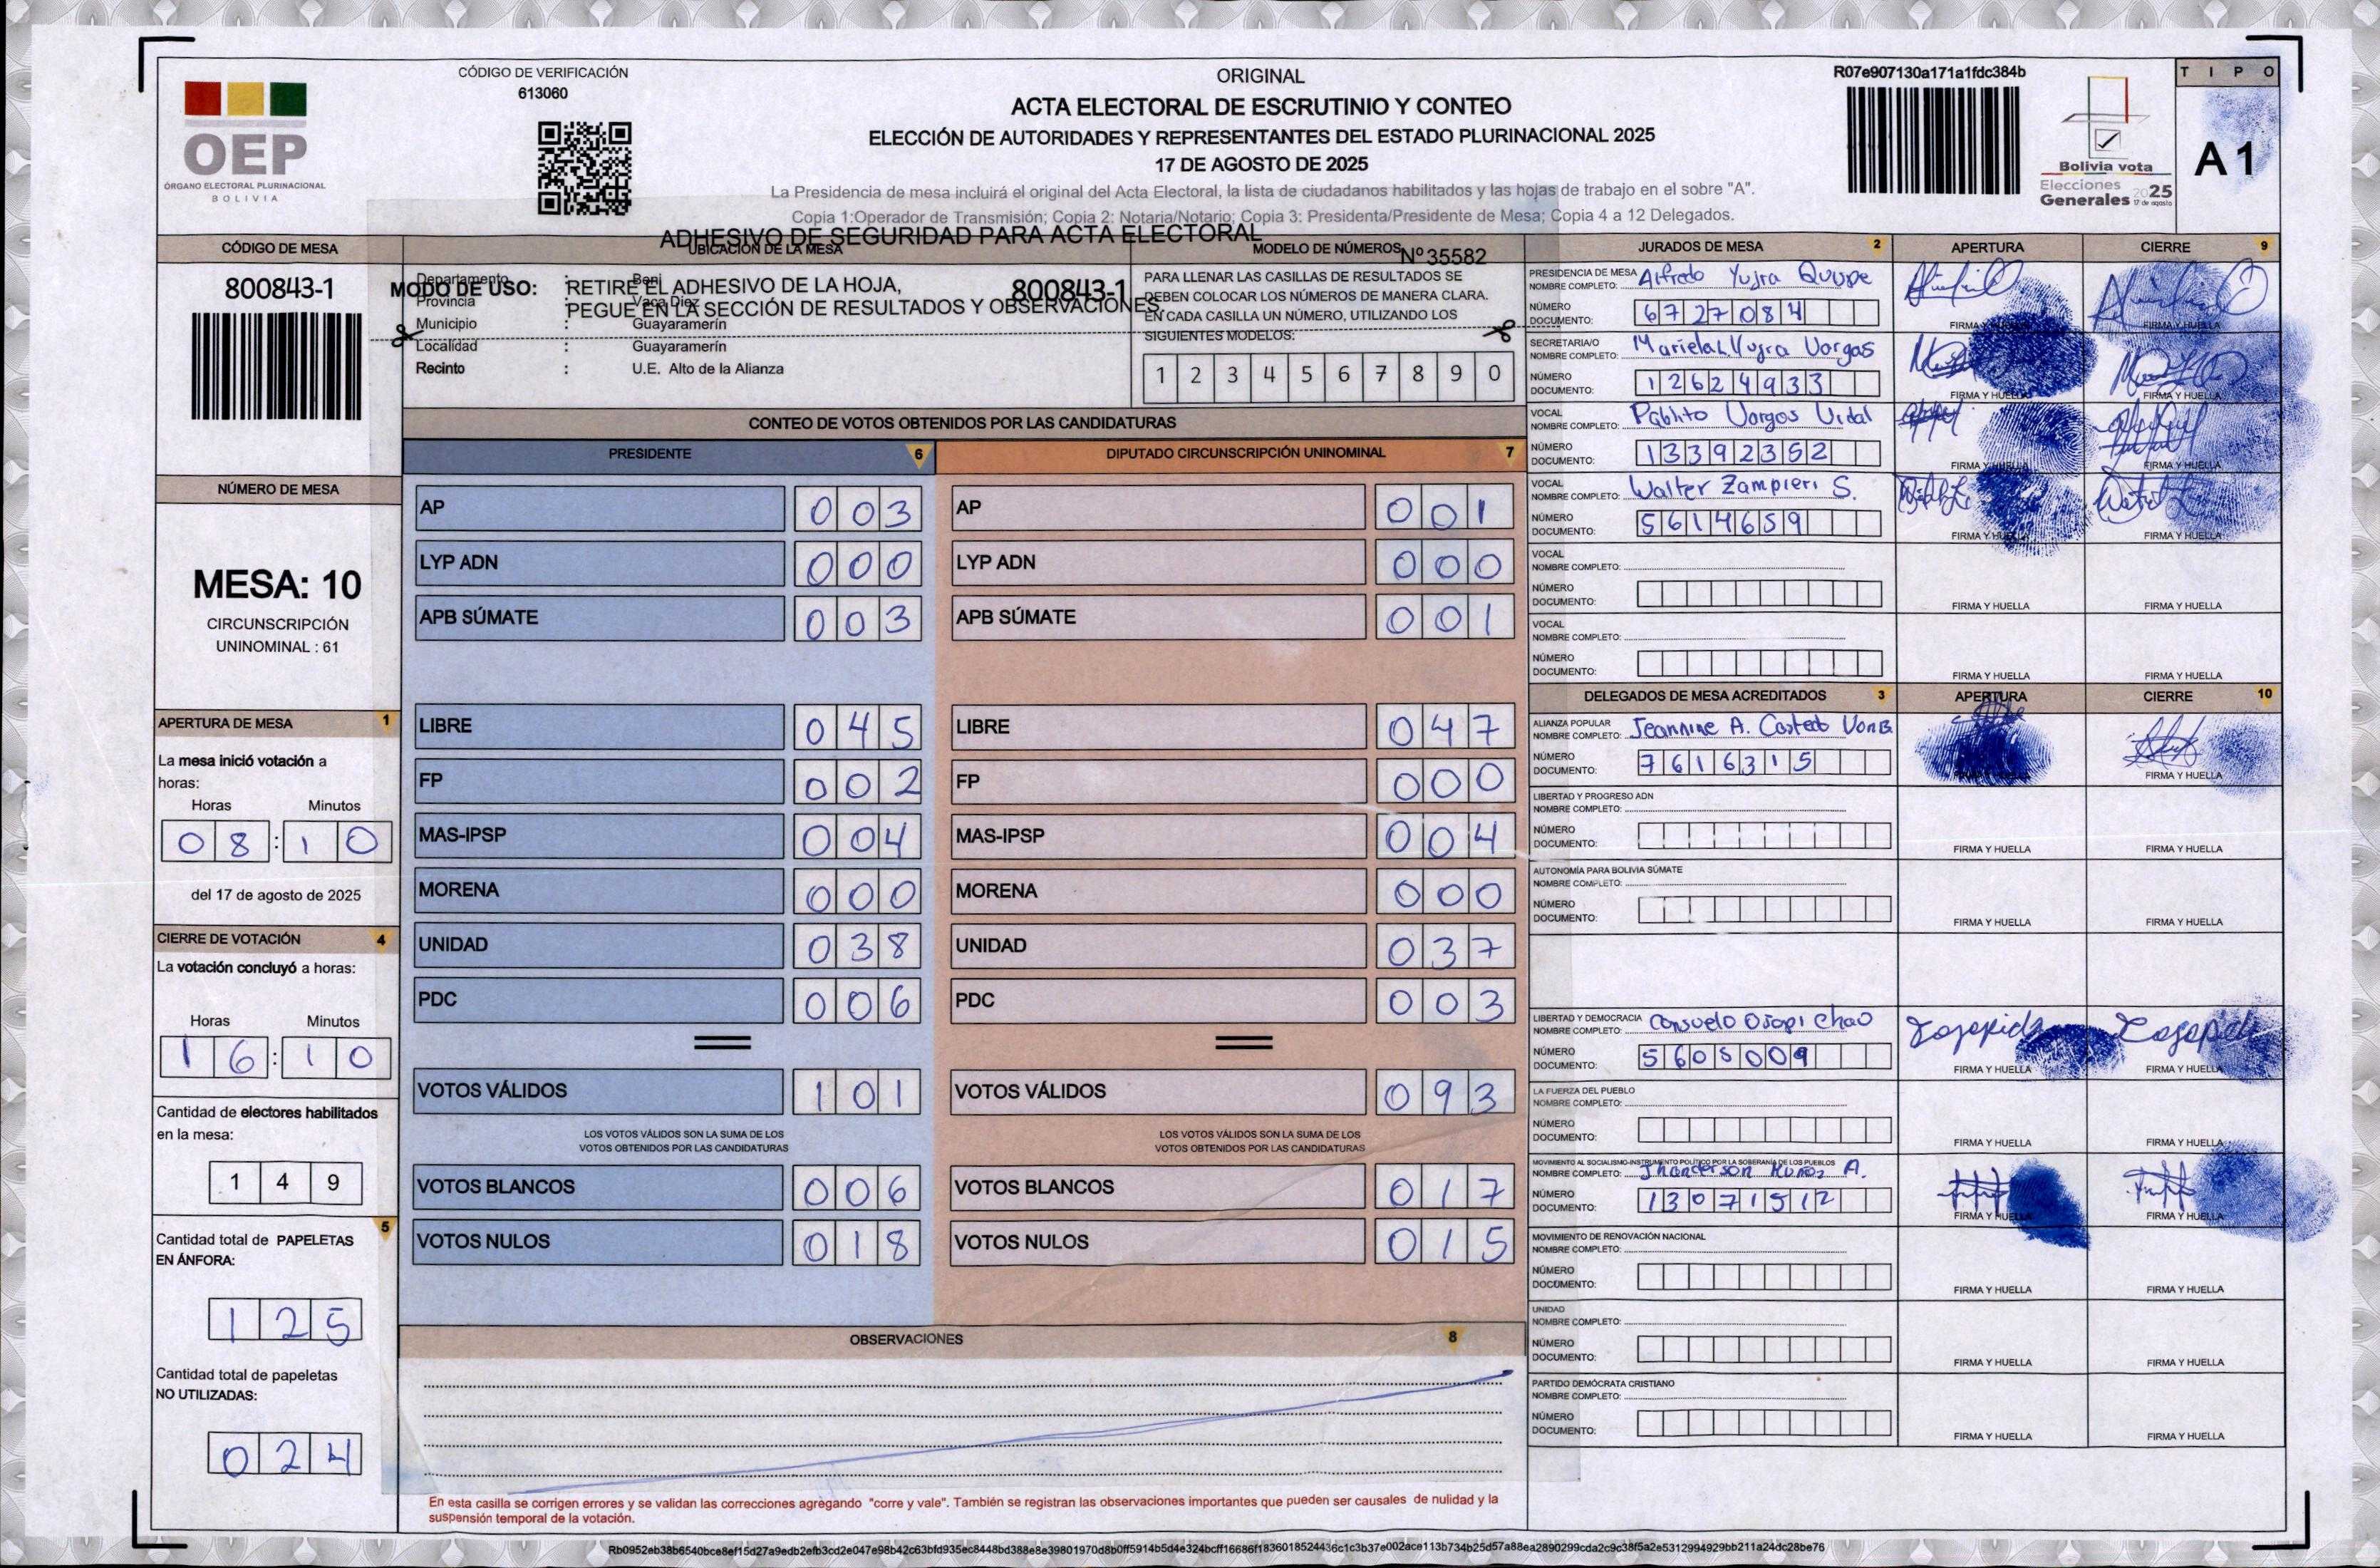 CÓDIGO DE VERIFICACIÓN
613060
OEP
ÓRGANO ELECTORAL PLURINACIONAL
BOLIVIA
ORIGINAL
ACTA ELECTORAL DE ESCRUTINIO Y CONTEO
ELECCIÓN DE AUTORIDADES Y REPRESENTANTES DEL ESTADO PLURINACIONAL 2025
17 DE AGOSTO DE 2025
La Presidencia de mesa incluirá el original del Acta Electoral, la lista de ciudadanos habilitados y las hojas de trabajo en el sobre "A".
Copia 1:Operador de Transmisión; Copia 2: Notaria/Notario; Copia 3: Presidenta/Presidente de Mesa; Copia 4 a 12 Delegados.
R07e907130a171a1fdc384b
Bolivia vota
Elecciones
Generales 2025
17 de agosto
TIPO
A1
ADHESIVO DE SEGURIDAD PARA ACTA ELECTORAL
Nº 35582
MODO DE USO: RETIRE EL ADHESIVO DE LA HOJA,
PEGUE EN LA SECCIÓN DE RESULTADOS Y OBSERVACIONES
CÓDIGO DE MESA
800843-1
NÚMERO DE MESA
MESA: 10
CIRCUNSCRIPCIÓN
UNINOMINAL : 61
APERTURA DE MESA 1
La mesa inició votación a
horas:
Horas Minutos
08:10
del 17 de agosto de 2025
CIERRE DE VOTACIÓN 4
La votación concluyó a horas:
Horas Minutos
16:10
Cantidad de electores habilitados
en la mesa:
149
5
Cantidad total de PAPELETAS
EN ÁNFORA:
125
Cantidad total de papeletas
NO UTILIZADAS:
024
UBICACIÓN DE LA MESA
Departamento : Beni
Provincia : Vaca Diez
Municipio : Guayaramerín
Localidad : Guayaramerín
Recinto : U.E. Alto de la Alianza
800843-1
MODELO DE NÚMEROS
PARA LLENAR LAS CASILLAS DE RESULTADOS SE
DEBEN COLOCAR LOS NÚMEROS DE MANERA CLARA.
EN CADA CASILLA UN NÚMERO, UTILIZANDO LOS
SIGUIENTES MODELOS:
1 2 3 4 5 6 7 8 9 0
CONTEO DE VOTOS OBTENIDOS POR LAS CANDIDATURAS
PRESIDENTE 6
AP 003
LYP ADN 000
APB SÚMATE 003
LIBRE 045
FP 002
MAS-IPSP 004
MORENA 000
UNIDAD 038
PDC 006
VOTOS VÁLIDOS 101
LOS VOTOS VÁLIDOS SON LA SUMA DE LOS
VOTOS OBTENIDOS POR LAS CANDIDATURAS
VOTOS BLANCOS 006
VOTOS NULOS 018
DIPUTADO CIRCUNSCRIPCIÓN UNINOMINAL 7
AP 001
LYP ADN 000
APB SÚMATE 001
LIBRE 047
FP 000
MAS-IPSP 004
MORENA 000
UNIDAD 037
PDC 003
VOTOS VÁLIDOS 093
LOS VOTOS VÁLIDOS SON LA SUMA DE LOS
VOTOS OBTENIDOS POR LAS CANDIDATURAS
VOTOS BLANCOS 017
VOTOS NULOS 015
OBSERVACIONES 8
En esta casilla se corrigen errores y se validan las correcciones agregando "corre y vale". También se registran las observaciones importantes que pueden ser causales de nulidad y la
suspensión temporal de la votación.
JURADOS DE MESA 2 APERTURA CIERRE 9
PRESIDENCIA DE MESA
NOMBRE COMPLETO: Alfredo Yujra Quispe
NÚMERO
DOCUMENTO: 6727084
FIRMA Y HUELLA FIRMA Y HUELLA
SECRETARIA/O
NOMBRE COMPLETO: Mariela L Yujra Vargas
NÚMERO
DOCUMENTO: 12624933
FIRMA Y HUELLA FIRMA Y HUELLA
VOCAL
NOMBRE COMPLETO: Pablito Vargas Vidal
NÚMERO
DOCUMENTO: 13392352
FIRMA Y HUELLA FIRMA Y HUELLA
VOCAL
NOMBRE COMPLETO: Walter Zampieri S.
NÚMERO
DOCUMENTO: 5614659
FIRMA Y HUELLA FIRMA Y HUELLA
VOCAL
NOMBRE COMPLETO:
NÚMERO
DOCUMENTO:
FIRMA Y HUELLA FIRMA Y HUELLA
VOCAL
NOMBRE COMPLETO:
NÚMERO
DOCUMENTO:
FIRMA Y HUELLA FIRMA Y HUELLA
DELEGADOS DE MESA ACREDITADOS 3 APERTURA CIERRE 10
ALIANZA POPULAR
NOMBRE COMPLETO: Jeannine A. Castedo
NÚMERO
DOCUMENTO: 7616315
FIRMA Y HUELLA
LIBERTAD Y PROGRESO ADN
NOMBRE COMPLETO:
NÚMERO
DOCUMENTO:
FIRMA Y HUELLA FIRMA Y HUELLA
AUTONOMÍA PARA BOLIVIA SÚMATE
NOMBRE COMPLETO:
NÚMERO
DOCUMENTO:
FIRMA Y HUELLA FIRMA Y HUELLA
LIBERTAD Y DEMOCRACIA
NOMBRE COMPLETO: Consuelo Ojopi Chao
NÚMERO
DOCUMENTO: 5605009
FIRMA Y HUELLA FIRMA Y HUELLA
LA FUERZA DEL PUEBLO
NOMBRE COMPLETO:
NÚMERO
DOCUMENTO:
FIRMA Y HUELLA FIRMA Y HUELLA
MOVIMIENTO AL SOCIALISMO-INSTRUMENTO POLÍTICO POR LA SOBERANÍA DE LOS PUEBLOS
NOMBRE COMPLETO: Jhanderson Muñoz A.
NÚMERO
DOCUMENTO: 13071512
FIRMA Y HUELLA FIRMA Y HUELLA
MOVIMIENTO DE RENOVACIÓN NACIONAL
NOMBRE COMPLETO:
NÚMERO
DOCUMENTO:
FIRMA Y HUELLA FIRMA Y HUELLA
UNIDAD
NOMBRE COMPLETO:
NÚMERO
DOCUMENTO:
FIRMA Y HUELLA FIRMA Y HUELLA
PARTIDO DEMÓCRATA CRISTIANO
NOMBRE COMPLETO:
NÚMERO
DOCUMENTO:
FIRMA Y HUELLA FIRMA Y HUELLA